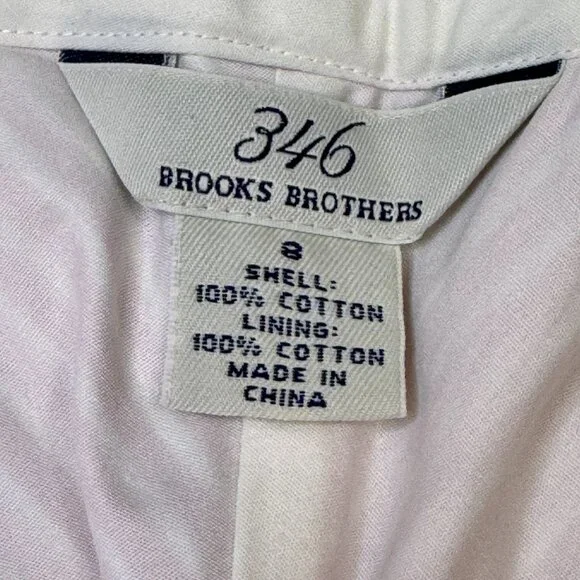 346
BROOKS BROTHERS
8
SHELL:
100% COTTON
LINING:
100% COTTON
MADE IN
CHINA